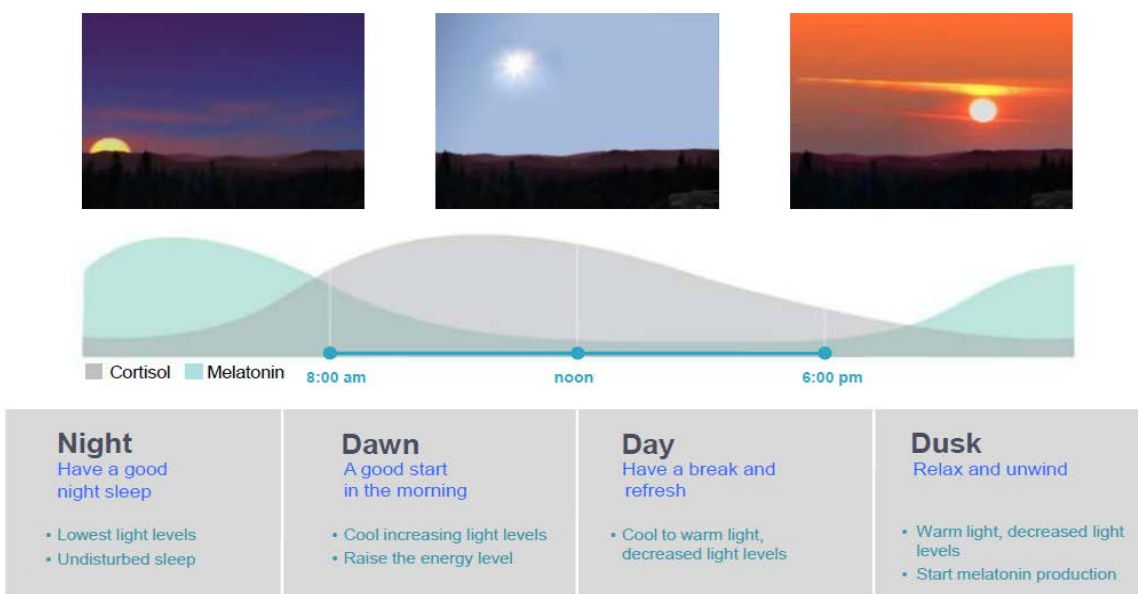 Cortisol
Melatonin
8:00 am
noon
6:00 pm
Night
Have a good
night sleep
• Lowest light levels
• Undisturbed sleep
Dawn
A good start
in the morning
• Cool increasing light levels
• Raise the energy level
Day
Have a break and
refresh
• Cool to warm light,
decreased light levels
Dusk
Relax and unwind
• Warm light, decreased light
levels
• Start melatonin production